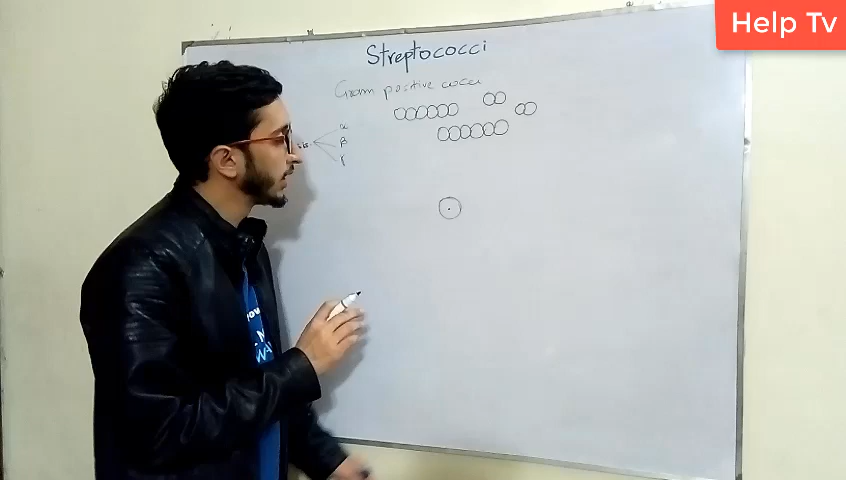 Help Tv
Streptococci
Gram positive cocci
α
β
γ